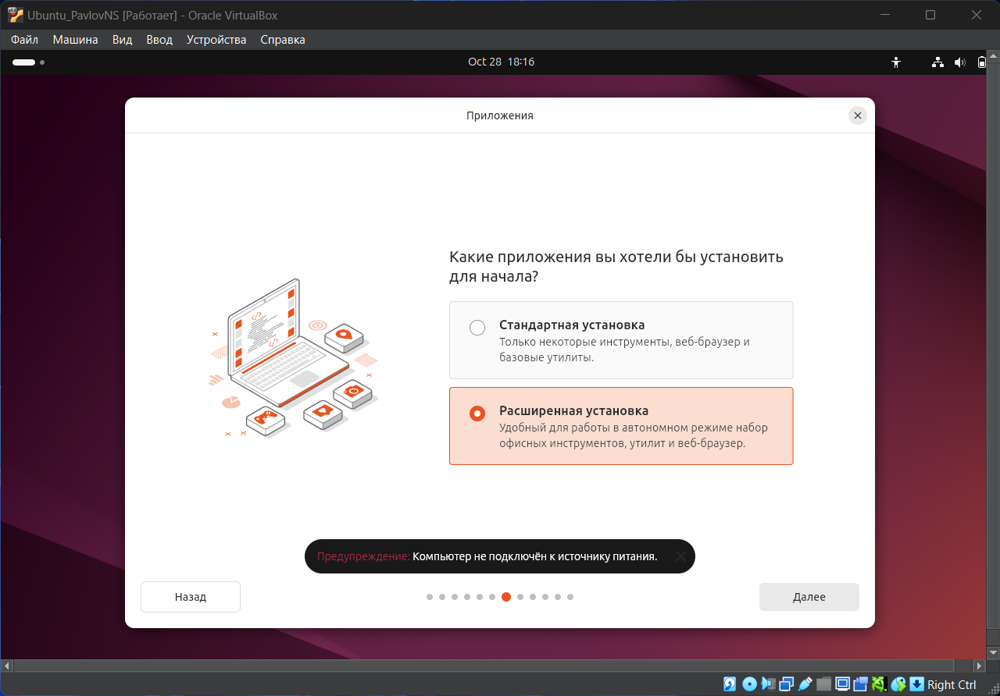 Ubuntu_PavlovNS [Работает] - Oracle VirtualBox
Файл Машина Вид Ввод Устройства Справка
Oct 28 18:16
Приложения
Какие приложения вы хотели бы установить
для начала?
Стандартная установка
Только некоторые инструменты, веб-браузер и
базовые утилиты.
Расширенная установка
Удобный для работы в автономном режиме набор
офисных инструментов, утилит и веб-браузер.
Предупреждение: Компьютер не подключён к источнику питания.
Назад
Далее
Right Ctrl